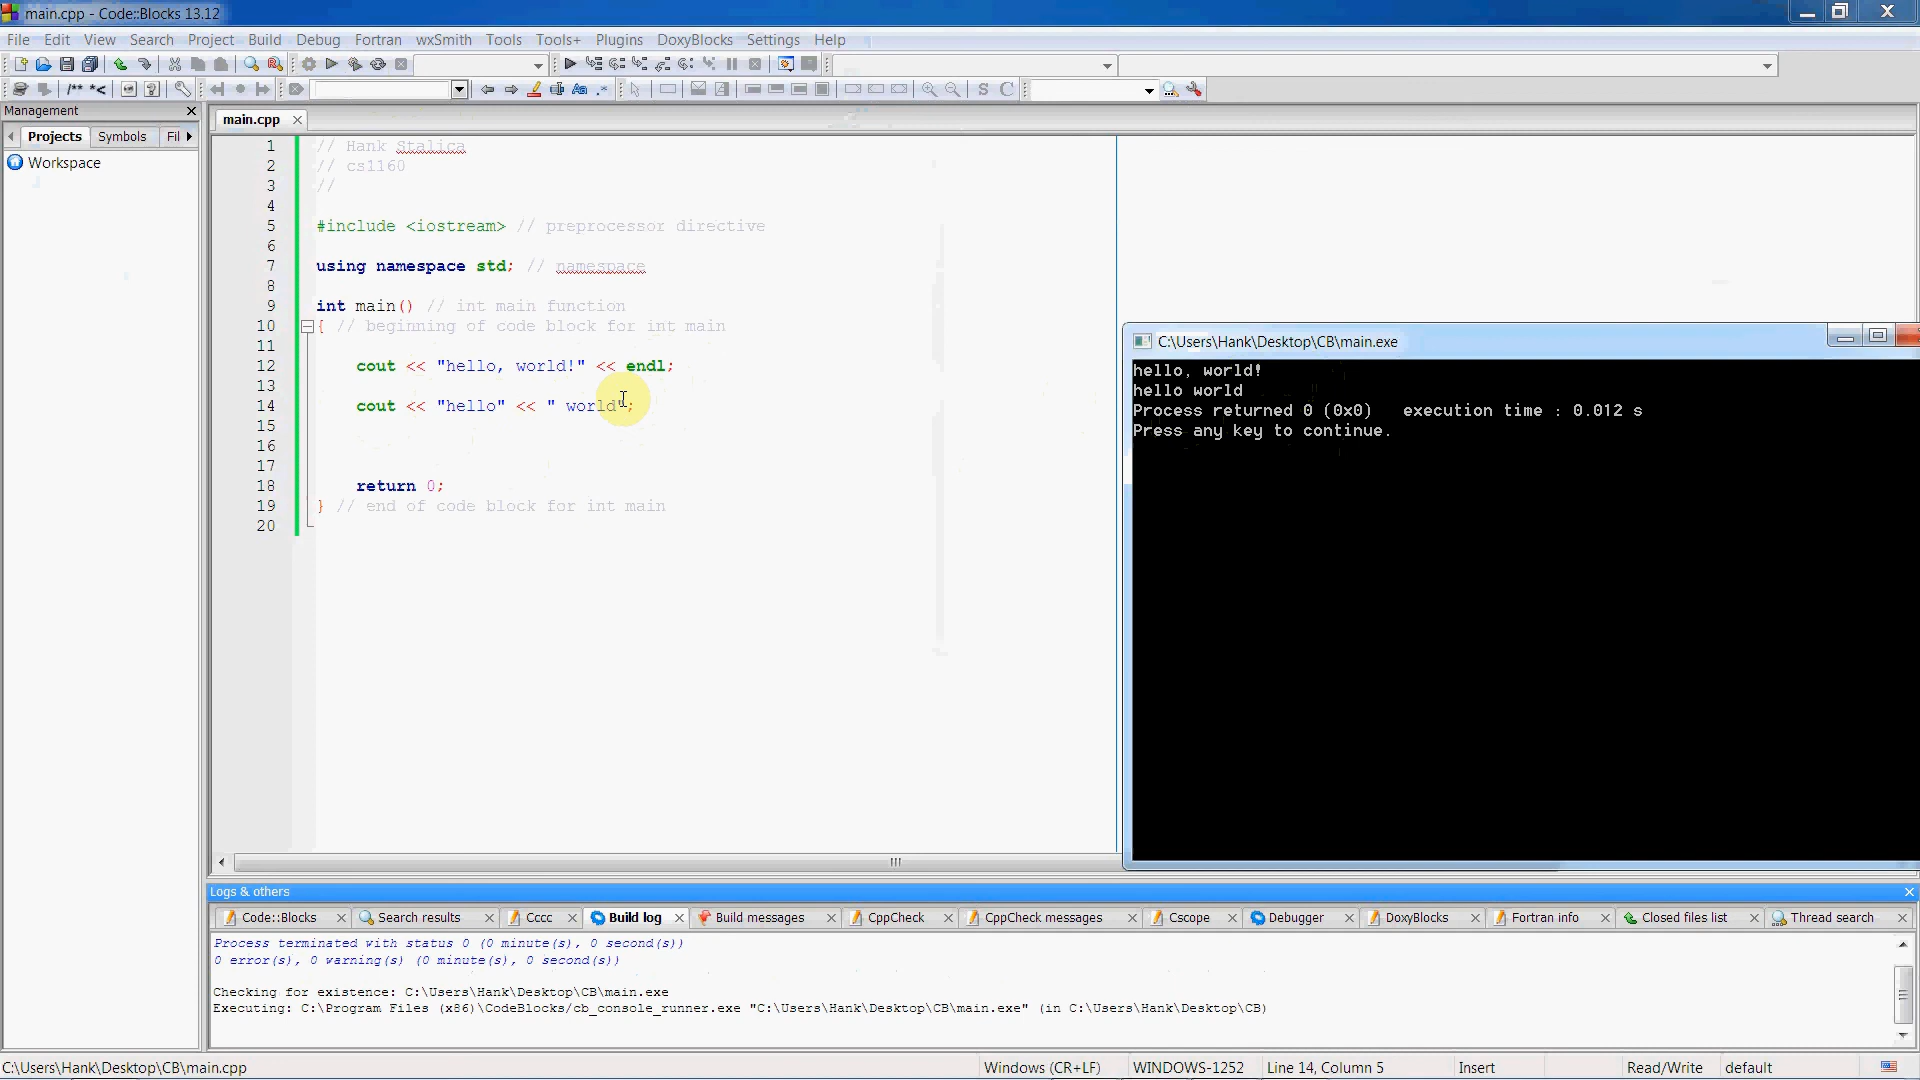 main.cpp - Code::Blocks 13.12
File Edit View Search Project Build Debug Fortran wxSmith Tools Tools+ Plugins DoxyBlocks Settings Help
Management
Projects Symbols Fil
Workspace
main.cpp
1 // Hank Stalica
2 // cs1160
3 //
4
5 #include <iostream> // preprocessor directive
6
7 using namespace std; // namespace
8
9 int main() // int main function
10 { // beginning of code block for int main
11
12 cout << "hello, world!" << endl;
13
14 cout << "hello" << " world";
15
16
17
18 return 0;
19 } // end of code block for int main
20
C:\Users\Hank\Desktop\CB\main.exe
hello, world!
hello world
Process returned 0 (0x0) execution time : 0.012 s
Press any key to continue.
Logs & others
Code::Blocks Search results Cccc Build log Build messages CppCheck CppCheck messages Cscope Debugger DoxyBlocks Fortran info Closed files list Thread search
Process terminated with status 0 (0 minute(s), 0 second(s))
0 error(s), 0 warning(s) (0 minute(s), 0 second(s))
Checking for existence: C:\Users\Hank\Desktop\CB\main.exe
Executing: C:\Program Files (x86)\CodeBlocks/cb_console_runner.exe "C:\Users\Hank\Desktop\CB\main.exe" (in C:\Users\Hank\Desktop\CB)
C:\Users\Hank\Desktop\CB\main.cpp Windows (CR+LF) WINDOWS-1252 Line 14, Column 5 Insert Read/Write default